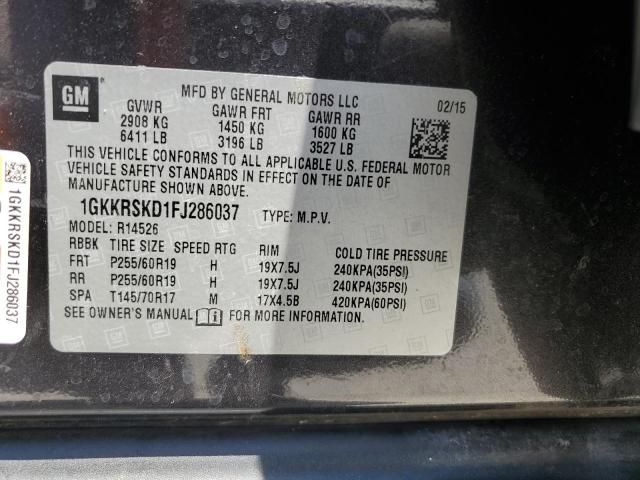 GM
MFD BY GENERAL MOTORS LLC
02/15
GVWR GAWR FRT GAWR RR
2908 KG 1450 KG 1600 KG
6411 LB 3196 LB 3527 LB
THIS VEHICLE CONFORMS TO ALL APPLICABLE U.S. FEDERAL MOTOR
VEHICLE SAFETY STANDARDS IN EFFECT ON THE DATE OF
MANUFACTURE SHOWN ABOVE.
1GKKRSKD1FJ286037 TYPE: M.P.V.
MODEL: R14526
RBBK TIRE SIZE SPEED RTG RIM COLD TIRE PRESSURE
FRT P255/60R19 H 19X7.5J 240KPA(35PSI)
RR P255/60R19 H 19X7.5J 240KPA(35PSI)
SPA T145/70R17 M 17X4.5B 420KPA(60PSI)
SEE OWNER'S MANUAL FOR MORE INFORMATION.
1GKKRSKD1FJ286037